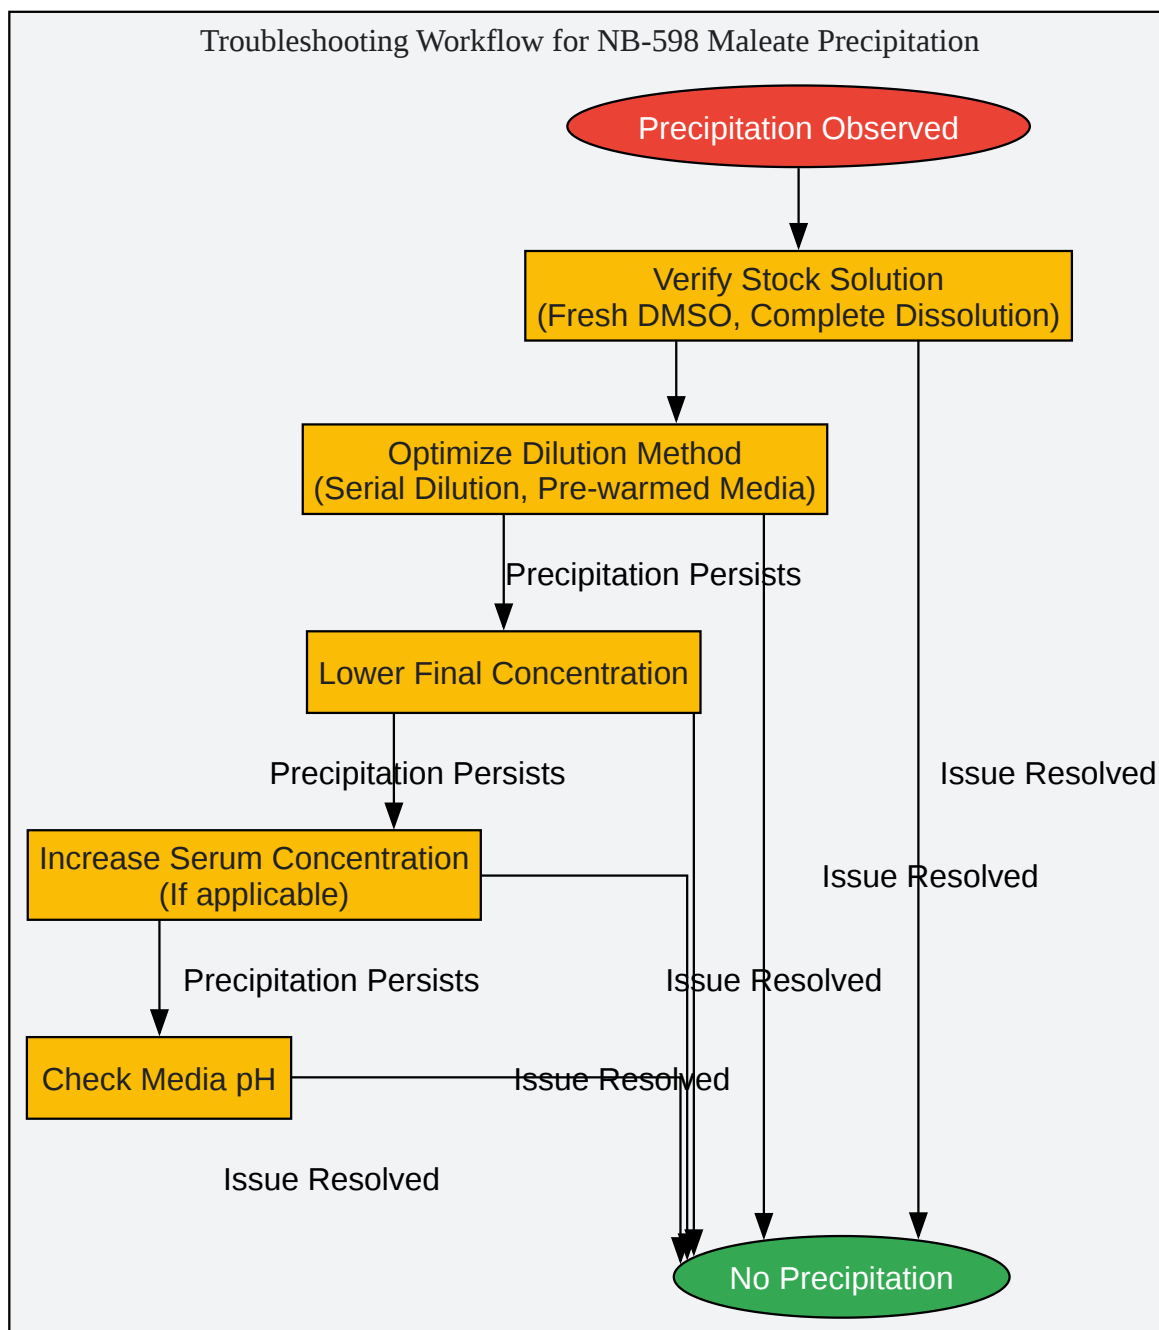 Troubleshooting Workflow for NB-598 Maleate Precipitation
Precipitation Observed
Verify Stock Solution
(Fresh DMSO, Complete Dissolution)
Optimize Dilution Method
(Serial Dilution, Pre-warmed Media)
Precipitation Persists
Lower Final Concentration
Precipitation Persists
Issue Resolved
Increase Serum Concentration
(If applicable)
Issue Resolved
Precipitation Persists
Issue Resolved
Check Media pH
Issue Resolved
Issue Resolved
No Precipitation